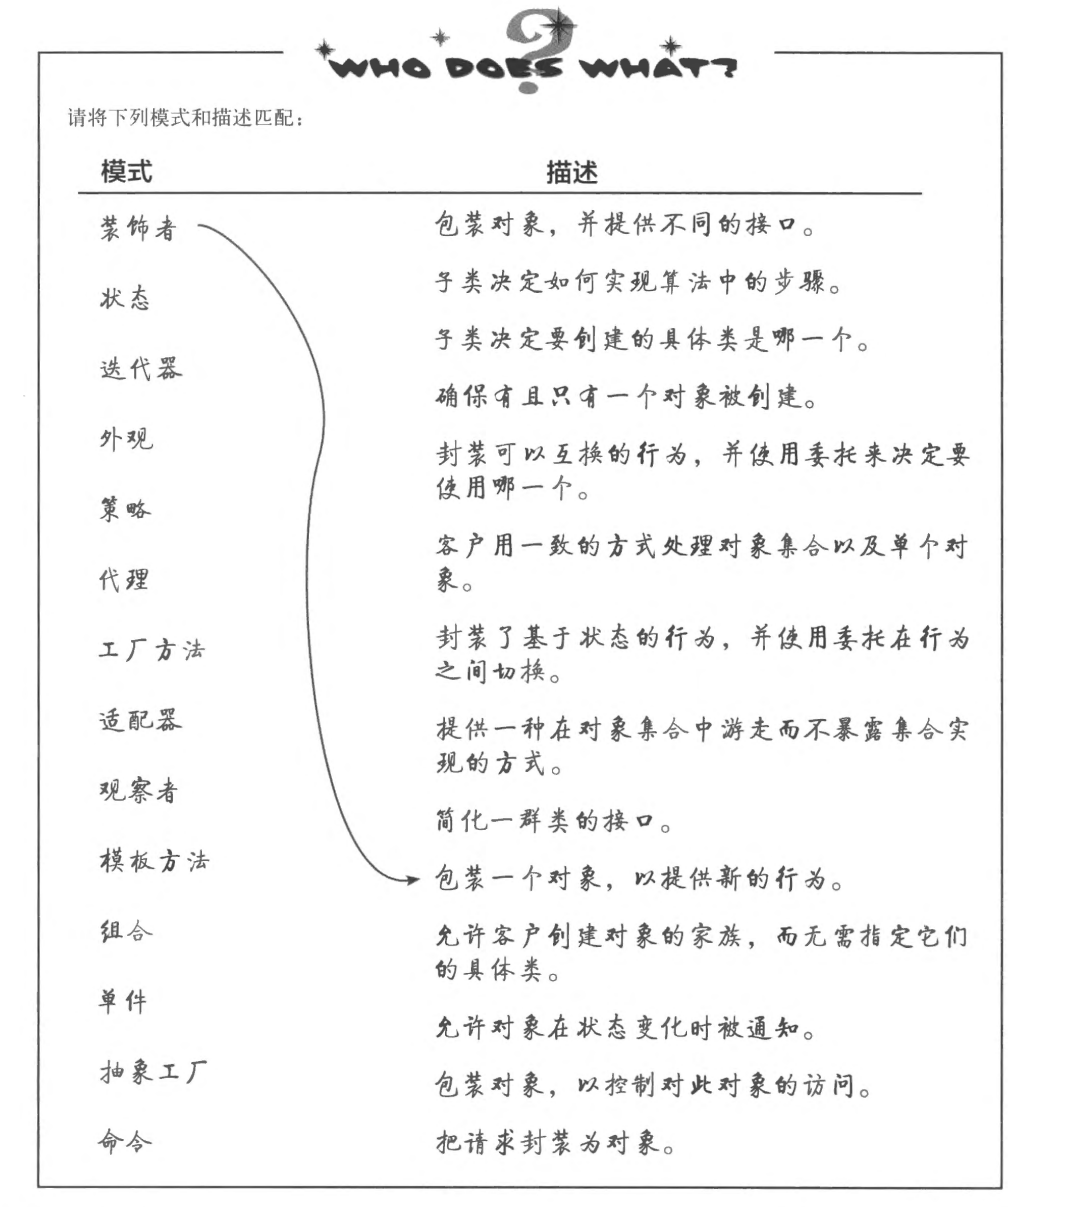 WHO DOES WHAT?
请将下列模式和描述匹配：
模式
描述
装饰者
状态
迭代器
外观
策略
代理
工厂方法
适配器
观察者
模板方法
组合
单件
抽象工厂
命令
包装对象，并提供不同的接口。
子类决定如何实现算法中的步骤。
子类决定要创建的具体类是哪一个。
确保有且只有一个对象被创建。
封装可以互换的行为，并使用委托来决定要
使用哪一个。
客户用一致的方式处理对象集合以及单个对
象。
封装了基于状态的行为，并使用委托在行为
之间切换。
提供一种在对象集合中游走而不暴露集合实
现的方式。
简化一群类的接口。
包装一个对象，以提供新的行为。
允许客户创建对象的家族，而无需指定它们
的具体类。
允许对象在状态变化时被通知。
包装对象，以控制对此对象的访问。
把请求封装为对象。